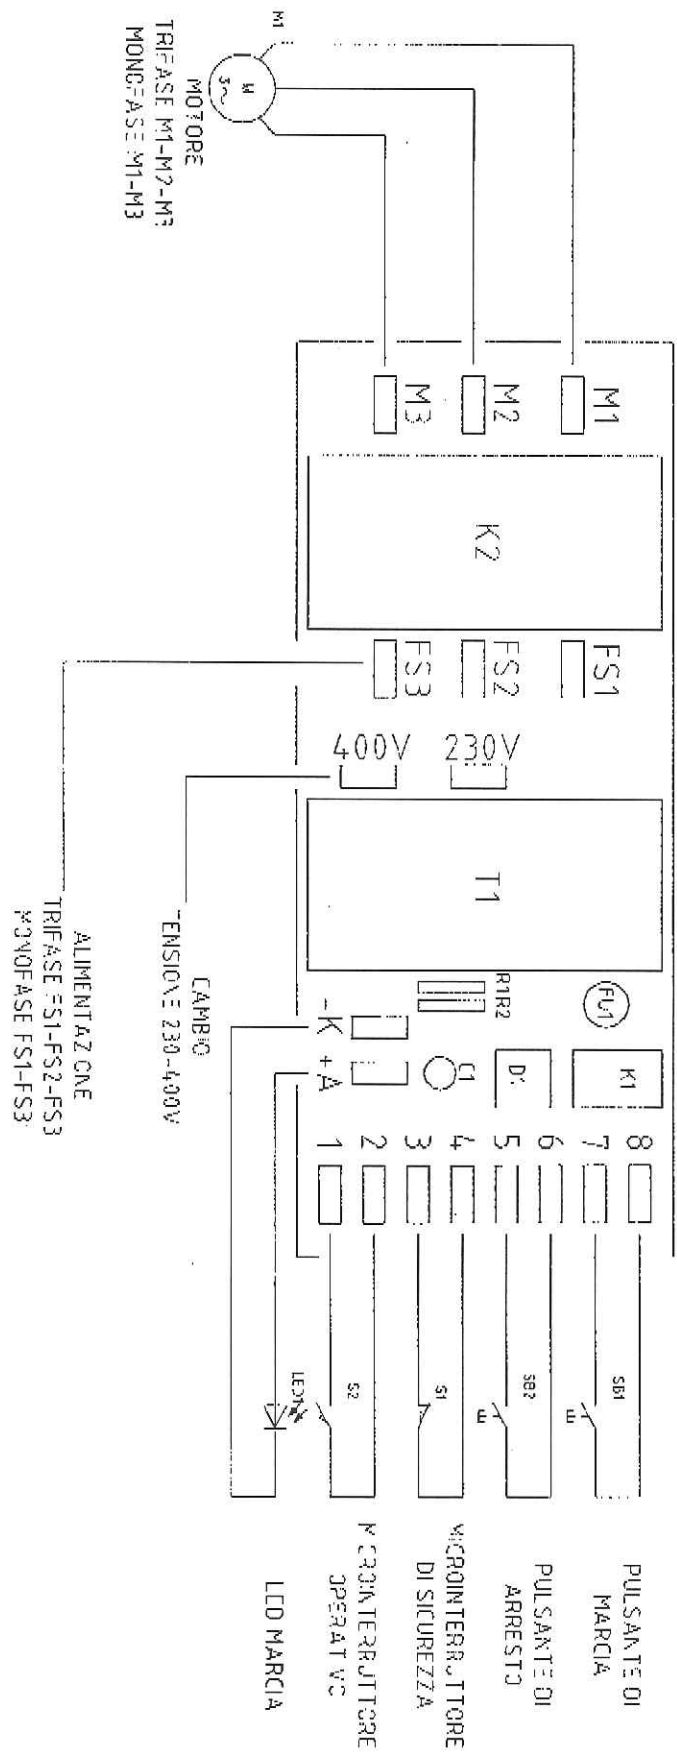 M1
M
3~
MOTORE
TRIFASE M1-M2-M3
MONOFASE M1-M3
M1
M2
M3
K2
FS1
FS2
FS3
400V
230V
T1
ALIMENTAZIONE
TRIFASE FS1-FS2-FS3
MONOFASE FS1-FS3
CAMBIO
TENSIONE 230-400V
R1R2
FU1
-K
+A
C1
D1
K1
1
2
3
4
5
6
7
8
LED1
S2
S1
SB2
SB1
E
E
PULSANTE DI
MARCIA
PULSANTE DI
ARRESTO
MICROINTERRUTTORE
DI SICUREZZA
MICROINTERRUTTORE
OPERATIVO
LED MARCIA